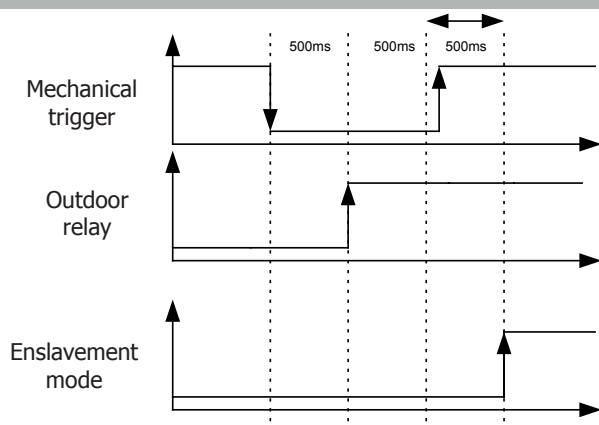 500ms
500ms
500ms
Mechanical
trigger
Outdoor
relay
Enslavement
mode